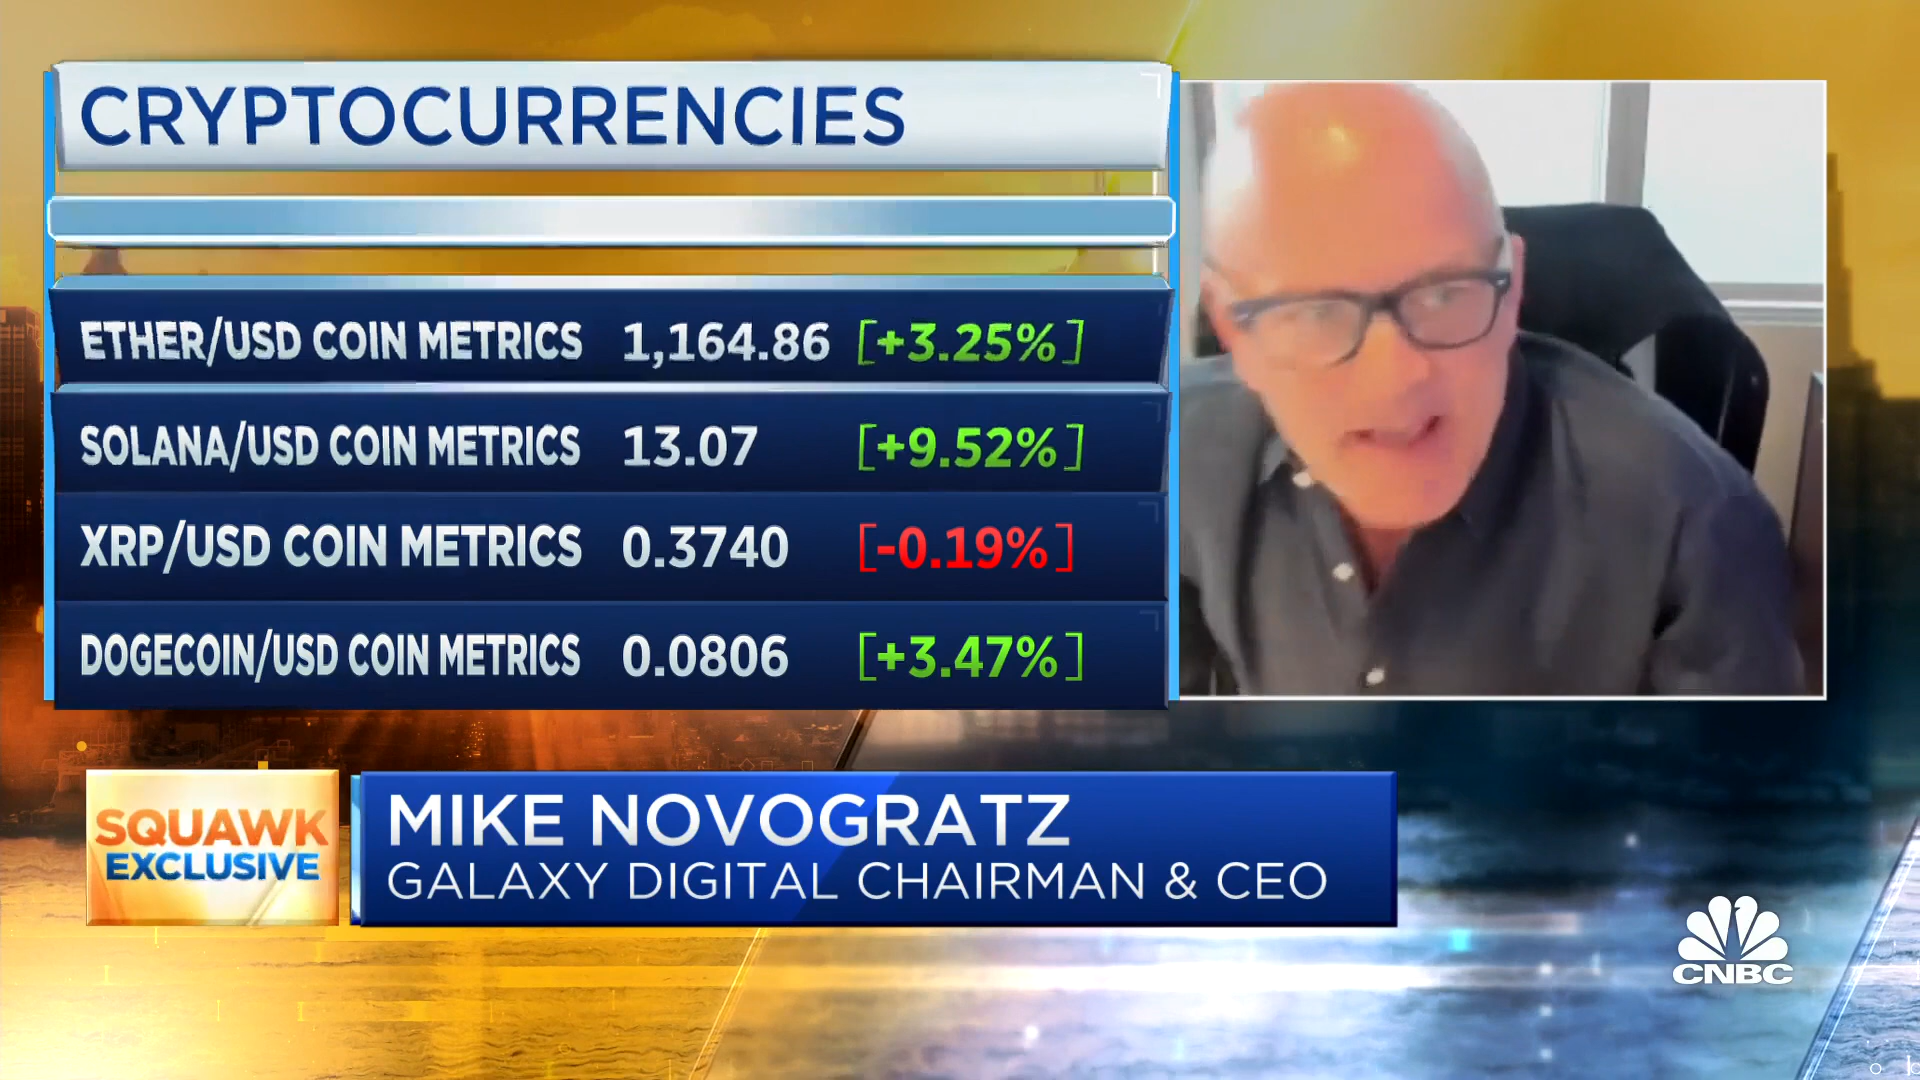 CRYPTOCURRENCIES
ETHER/USD COIN METRICS 1,164.86 [+3.25%]
SOLANA/USD COIN METRICS 13.07 [+9.52%]
XRP/USD COIN METRICS 0.3740 [-0.19%]
DOGECOIN/USD COIN METRICS 0.0806 [+3.47%]
SQUAWK
EXCLUSIVE
MIKE NOVOGRATZ
GALAXY DIGITAL CHAIRMAN & CEO
CNBC